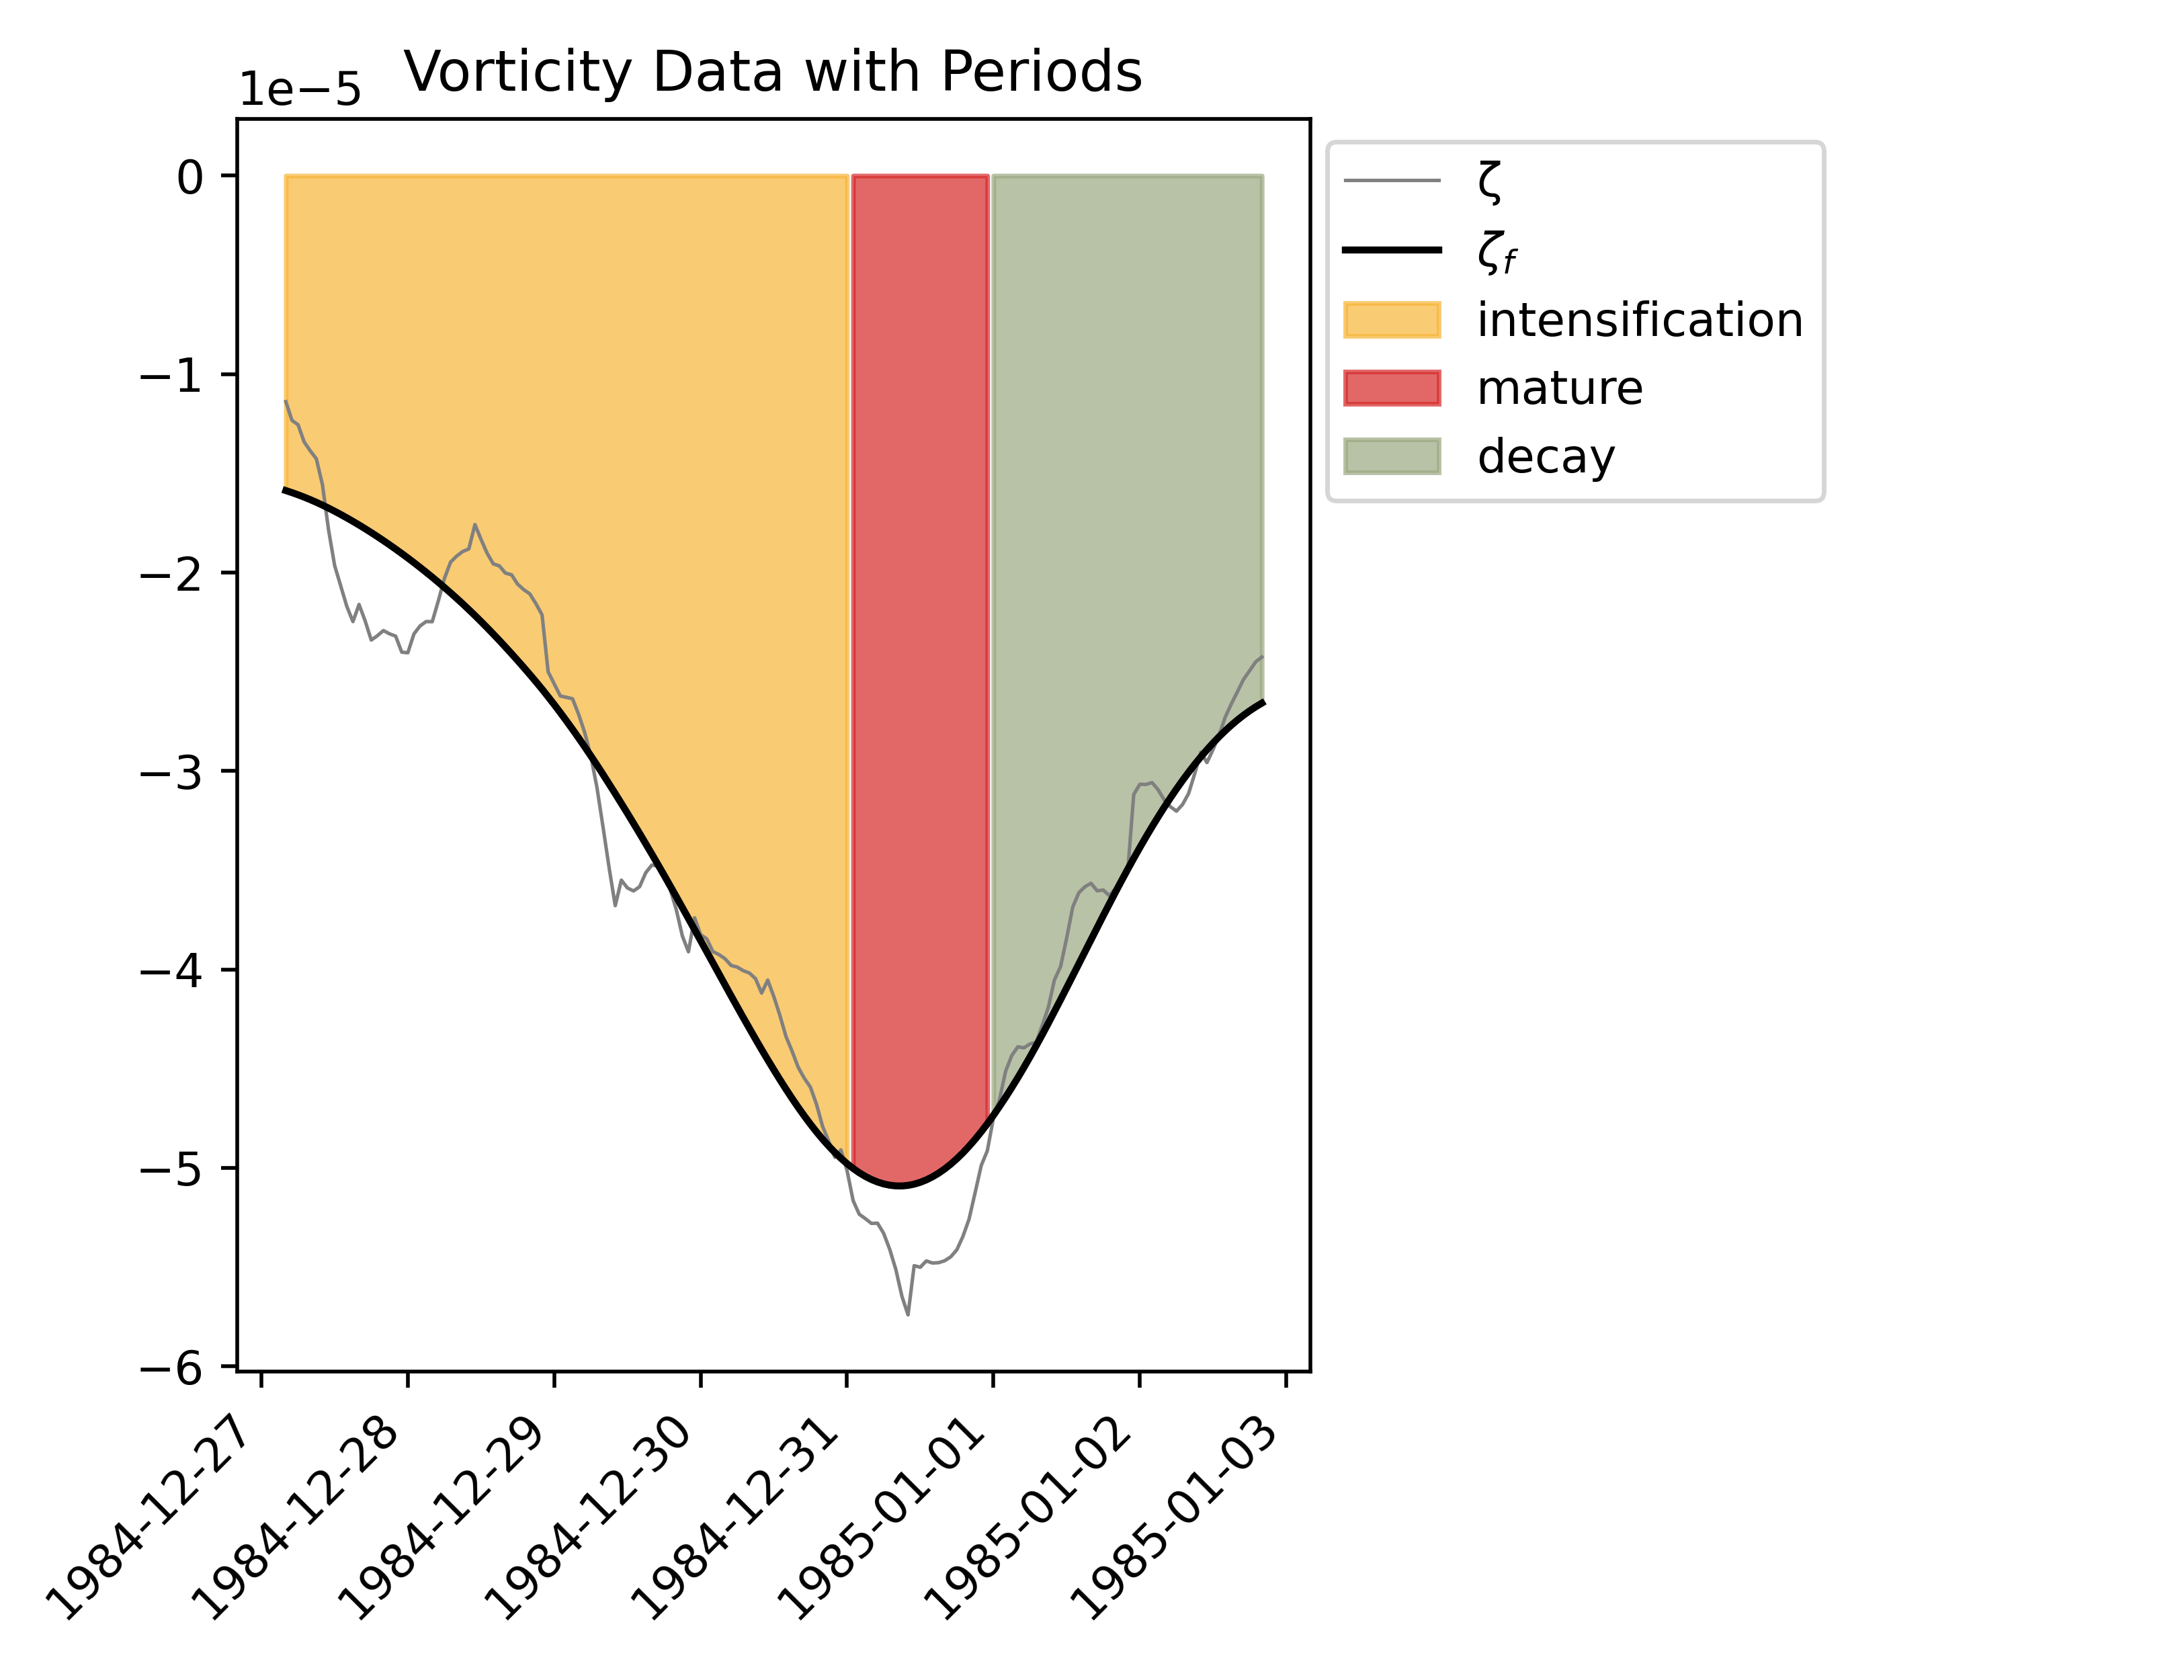 Vorticity Data with Periods
1e−5
0
−1
−2
−3
−4
−5
−6
1984-12-27
1984-12-28
1984-12-29
1984-12-30
1984-12-31
1985-01-01
1985-01-02
1985-01-03
ζ
ζf
intensification
mature
decay